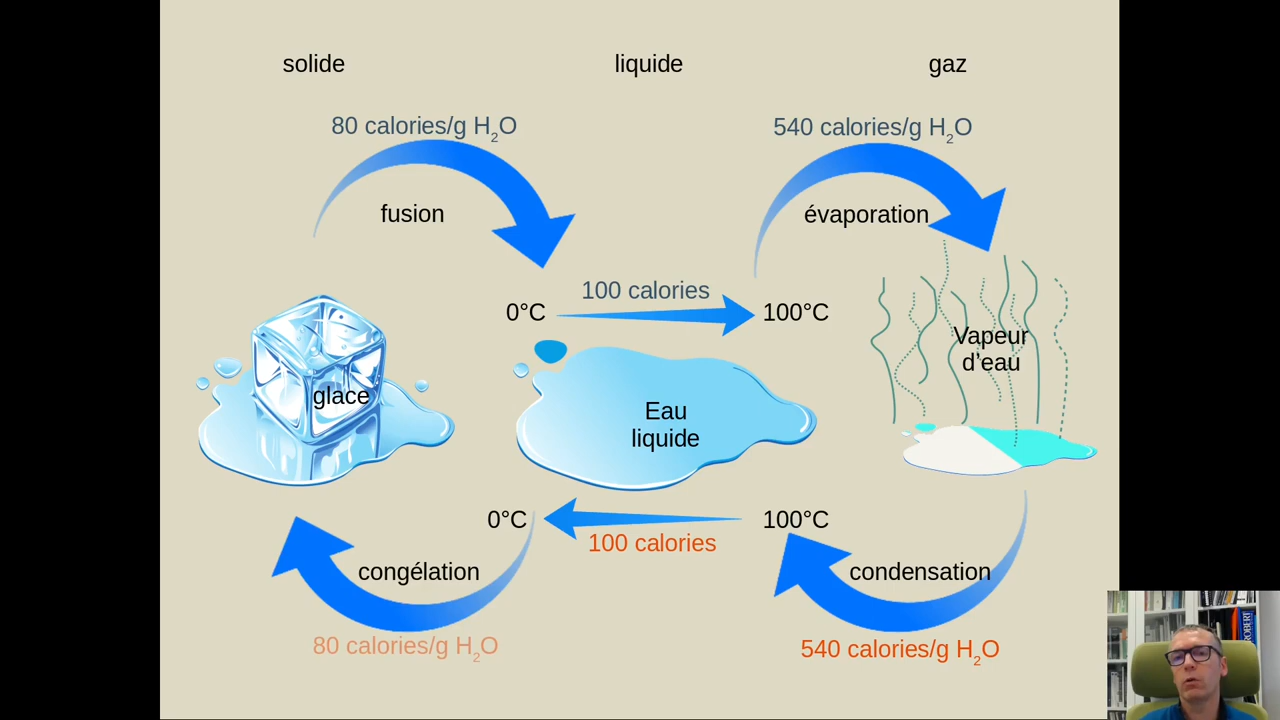 solide
liquide
gaz
80 calories/g H₂O
540 calories/g H₂O
fusion
évaporation
100 calories
0°C
100°C
Vapeur
d'eau
glace
Eau
liquide
0°C
100°C
100 calories
congélation
condensation
80 calories/g H₂O
540 calories/g H₂O
ROBERT